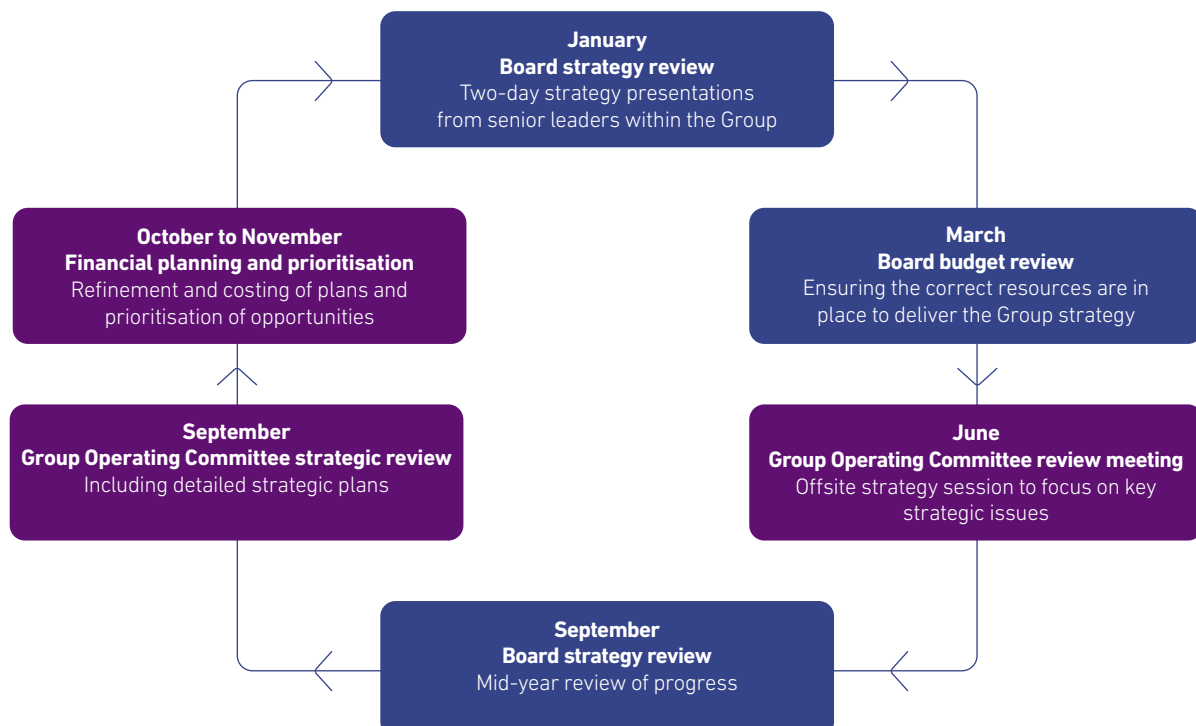 January
Board strategy review
Two-day strategy presentations
from senior leaders within the Group
March
Board budget review
Ensuring the correct resources are in
place to deliver the Group strategy
June
Group Operating Committee review meeting
Offsite strategy session to focus on key
strategic issues
September
Board strategy review
Mid-year review of progress
September
Group Operating Committee strategic review
Including detailed strategic plans
October to November
Financial planning and prioritisation
Refinement and costing of plans and
prioritisation of opportunities